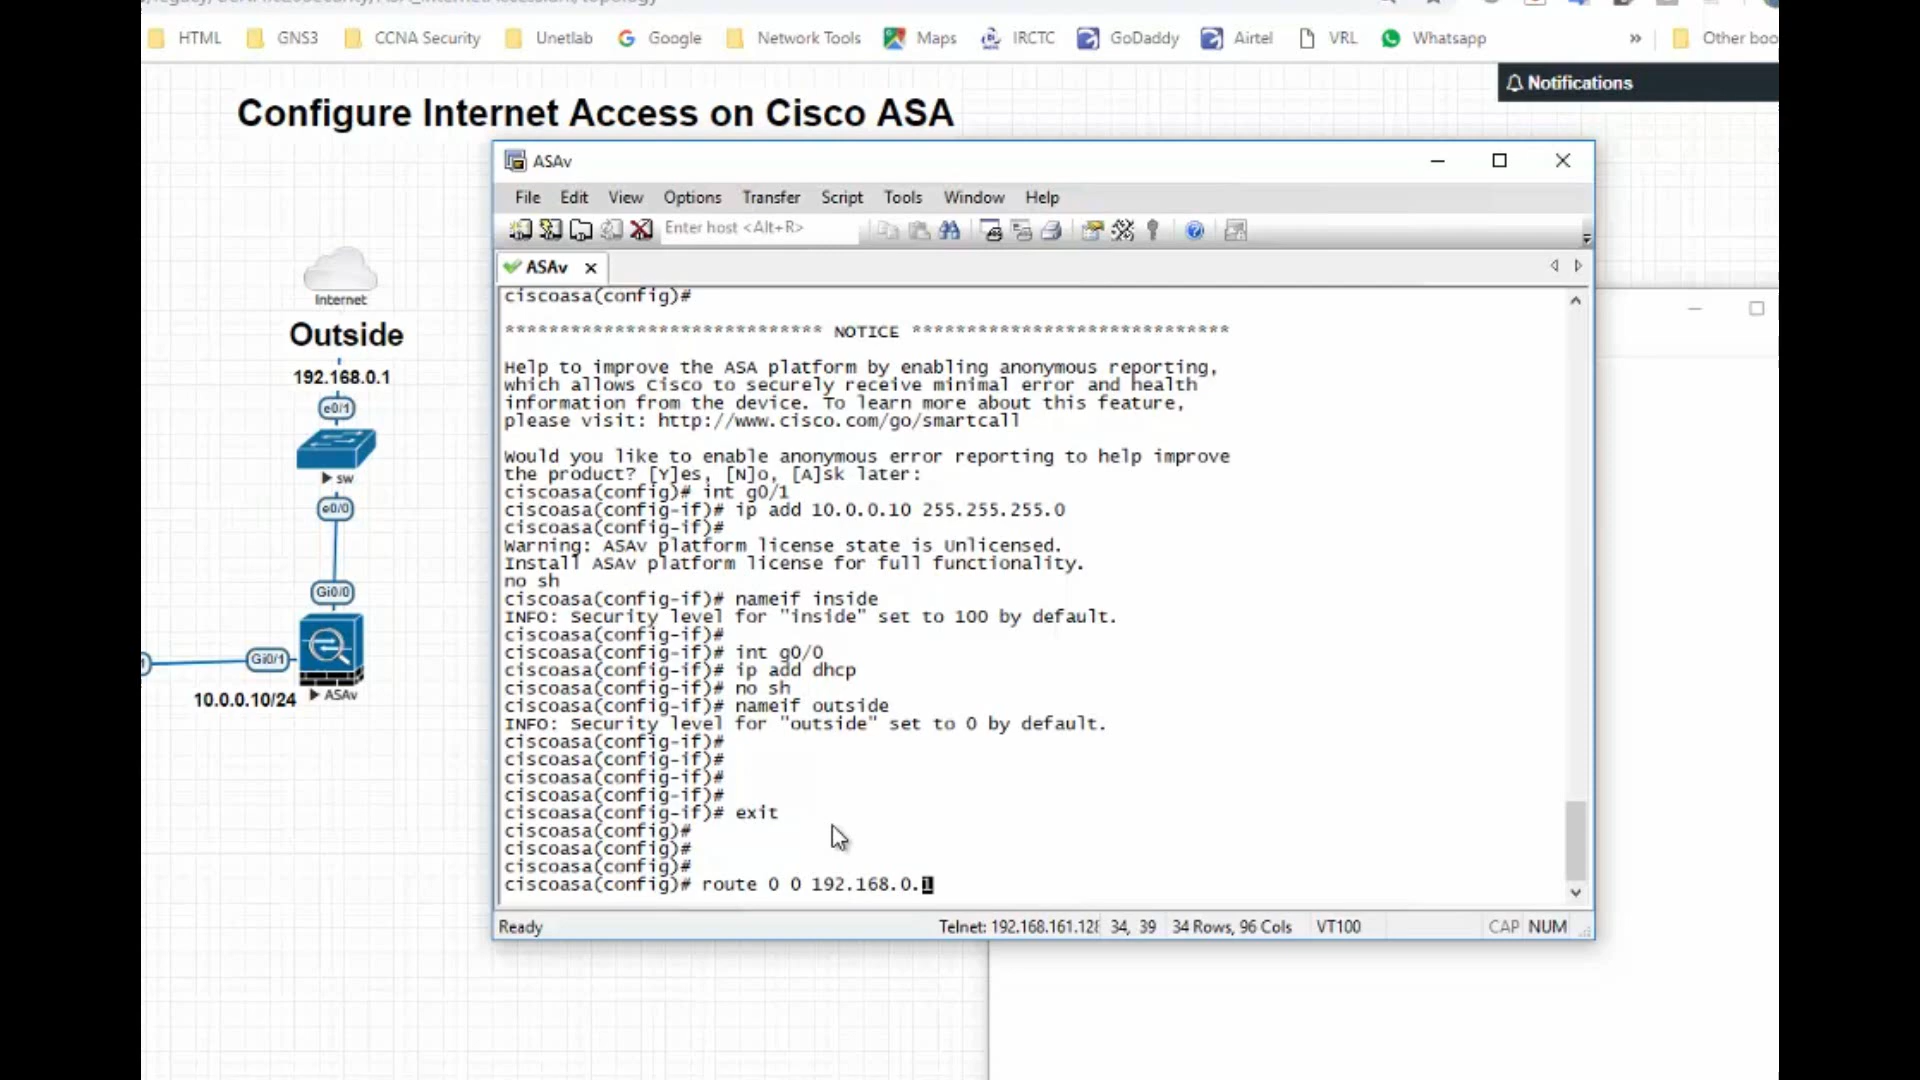 HTML GNS3 CCNA Security Unetlab Google Network Tools Maps IRCTC GoDaddy Airtel VRL Whatsapp » Other boo
Notifications
Configure Internet Access on Cisco ASA
Internet
Outside
192.168.0.1
e0/1
sw
e0/0
Gi0/0
Gi0/1
10.0.0.10/24
ASAv
ASAv
File Edit View Options Transfer Script Tools Window Help
Enter host <Alt+R>
ASAv
ciscoasa(config)#
***************************** NOTICE *****************************
Help to improve the ASA platform by enabling anonymous reporting,
which allows Cisco to securely receive minimal error and health
information from the device. To learn more about this feature,
please visit: http://www.cisco.com/go/smartcall
Would you like to enable anonymous error reporting to help improve
the product? [Y]es, [N]o, [A]sk later:
ciscoasa(config)# int g0/1
ciscoasa(config-if)# ip add 10.0.0.10 255.255.255.0
ciscoasa(config-if)#
Warning: ASAv platform license state is Unlicensed.
Install ASAv platform license for full functionality.
no sh
ciscoasa(config-if)# nameif inside
INFO: Security level for "inside" set to 100 by default.
ciscoasa(config-if)#
ciscoasa(config-if)# int g0/0
ciscoasa(config-if)# ip add dhcp
ciscoasa(config-if)# no sh
ciscoasa(config-if)# nameif outside
INFO: Security level for "outside" set to 0 by default.
ciscoasa(config-if)#
ciscoasa(config-if)#
ciscoasa(config-if)#
ciscoasa(config-if)#
ciscoasa(config-if)# exit
ciscoasa(config)#
ciscoasa(config)#
ciscoasa(config)#
ciscoasa(config)# route 0 0 192.168.0.1
Ready Telnet: 192.168.161.128 34, 39 34 Rows, 96 Cols VT100 CAP NUM